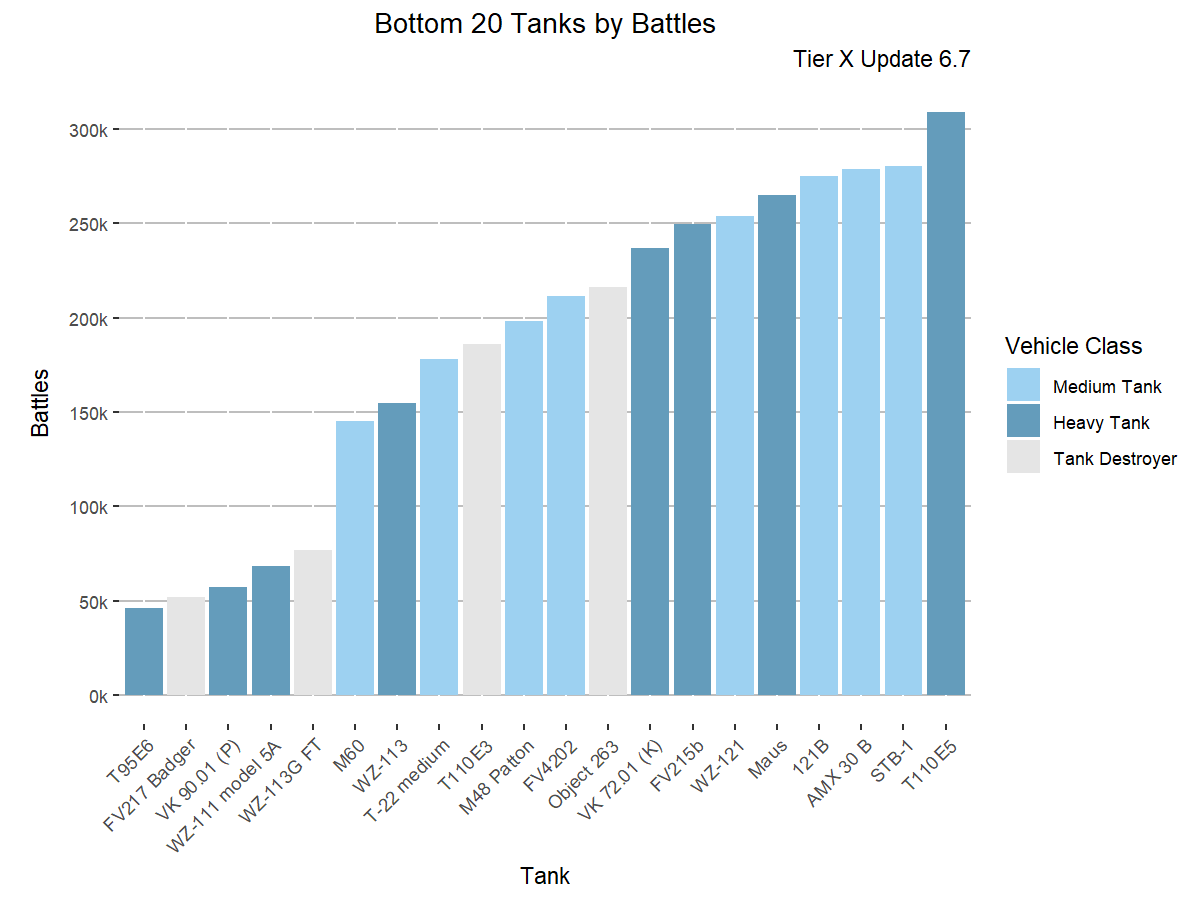 Bottom 20 Tanks by Battles
Tier X Update 6.7
300k
250k
200k
150k
100k
50k
0k
Battles
T95E6
FV217 Badger
VK 90.01 (P)
WZ-111 model 5A
WZ-113G FT
M60
WZ-113
T-22 medium
T110E3
M48 Patton
FV4202
Object 263
VK 72.01 (K)
FV215b
WZ-121
Maus
121B
AMX 30 B
STB-1
T110E5
Tank
Vehicle Class
Medium Tank
Heavy Tank
Tank Destroyer